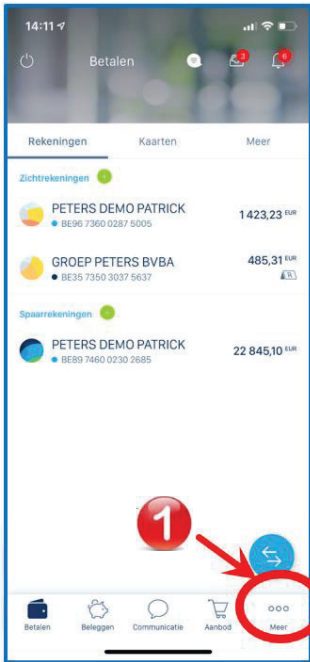 14:11
Betalen
3
6
Rekeningen Kaarten Meer
Zichtrekeningen
PETERS DEMO PATRICK 1 423,23 EUR
BE96 7360 0287 5005
GROEP PETERS BVBA 485,31 EUR
BE35 7350 3037 5637
Spaarrekeningen
PETERS DEMO PATRICK 22 845,10 EUR
BE89 7460 0230 2685
1
Betalen Beleggen Communicatie Aanbod Meer